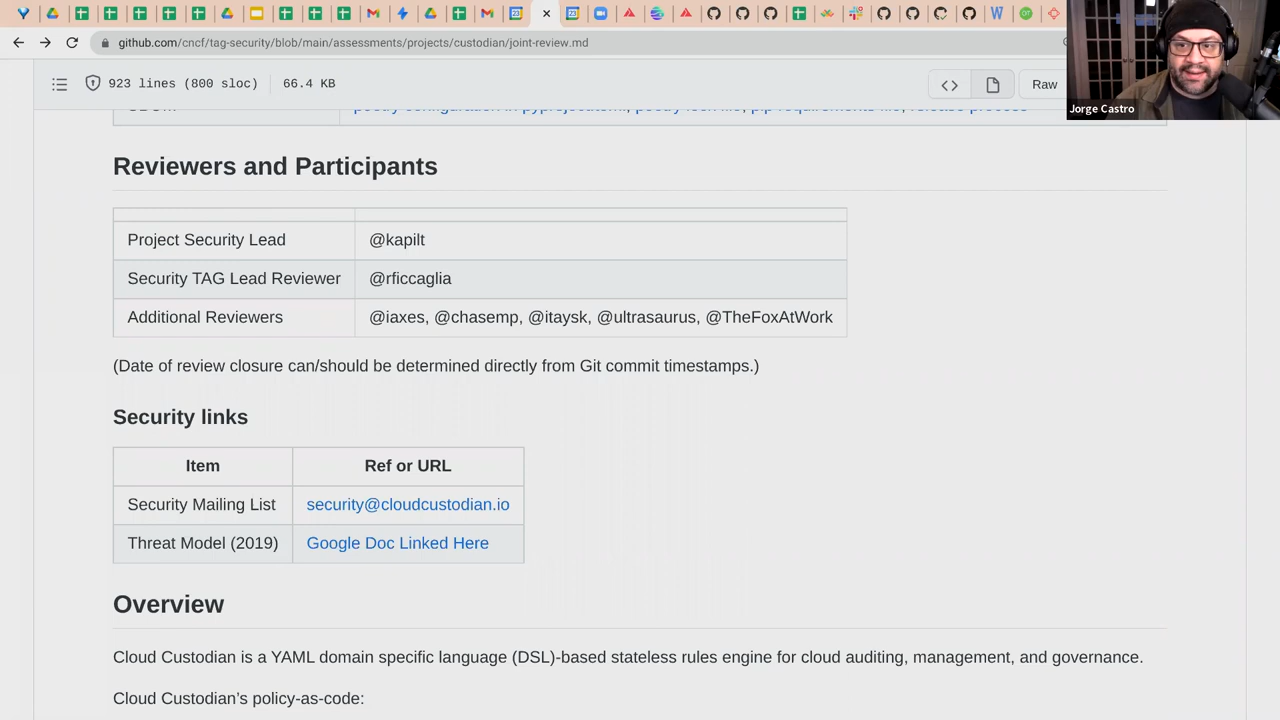 github.com/cncf/tag-security/blob/main/assessments/projects/custodian/joint-review.md
923 lines (800 sloc) 66.4 KB
Raw
Jorge Castro
Reviewers and Participants
Project Security Lead @kapilt
Security TAG Lead Reviewer @rficcaglia
Additional Reviewers @iaxes, @chasemp, @itaysk, @ultrasaurus, @TheFoxAtWork
(Date of review closure can/should be determined directly from Git commit timestamps.)
Security links
Item Ref or URL
Security Mailing List security@cloudcustodian.io
Threat Model (2019) Google Doc Linked Here
Overview
Cloud Custodian is a YAML domain specific language (DSL)-based stateless rules engine for cloud auditing, management, and governance.
Cloud Custodian’s policy-as-code: